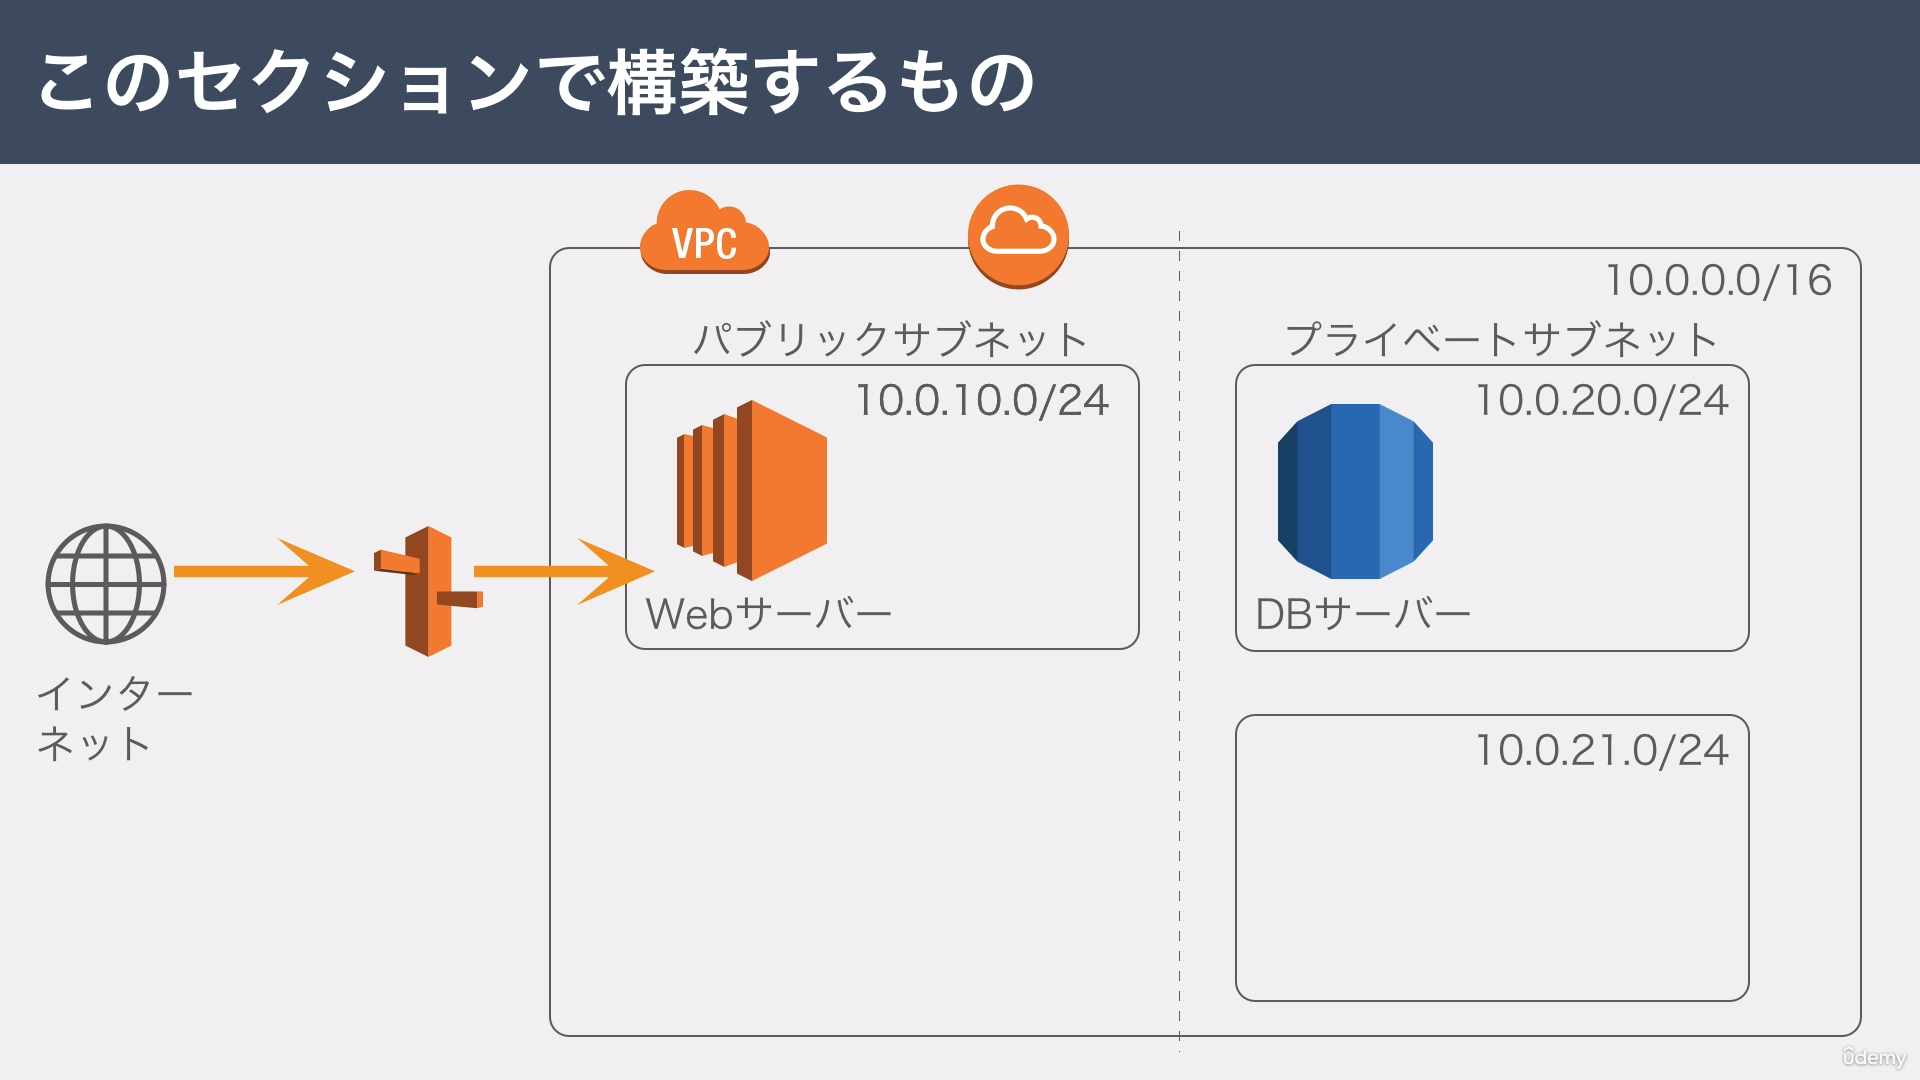 このセクションで構築するもの
VPC
10.0.0.0/16
パブリックサブネット
プライベートサブネット
10.0.10.0/24
10.0.20.0/24
Webサーバー
DBサーバー
インター
ネット
10.0.21.0/24
ûdemy